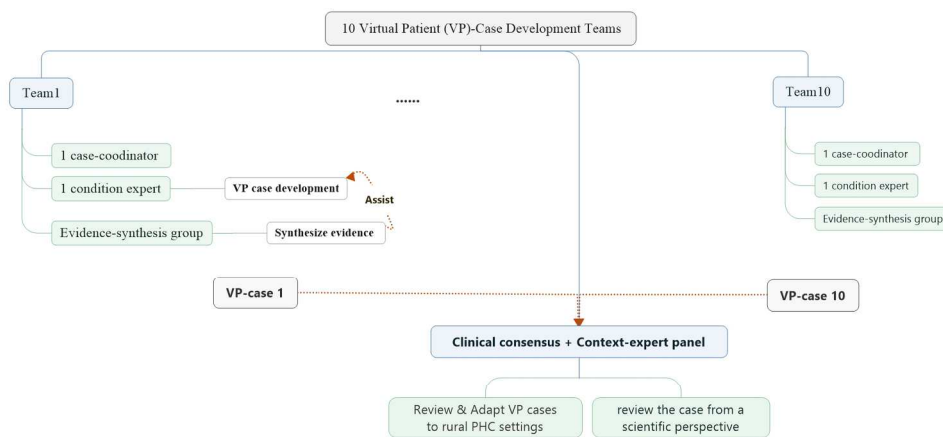 10 Virtual Patient (VP)-Case Development Teams
Team1
......
Team10
1 case-coodinator
1 condition expert
VP case development
Assist
Evidence-synthesis group
Synthesize evidence
1 case-coordinator
1 condition expert
Evidence-synthesis group
VP-case 1
VP-case 10
Clinical consensus + Context-expert panel
Review & Adapt VP cases
to rural PHC settings
review the case from a
scientific perspective